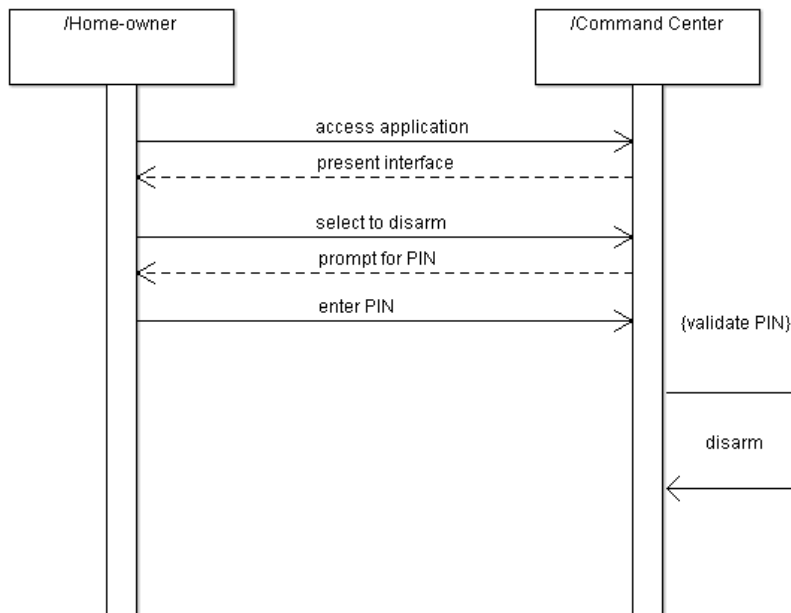 /Home-owner
/Command Center
access application
present interface
select to disarm
prompt for PIN
enter PIN
{validate PIN}
disarm